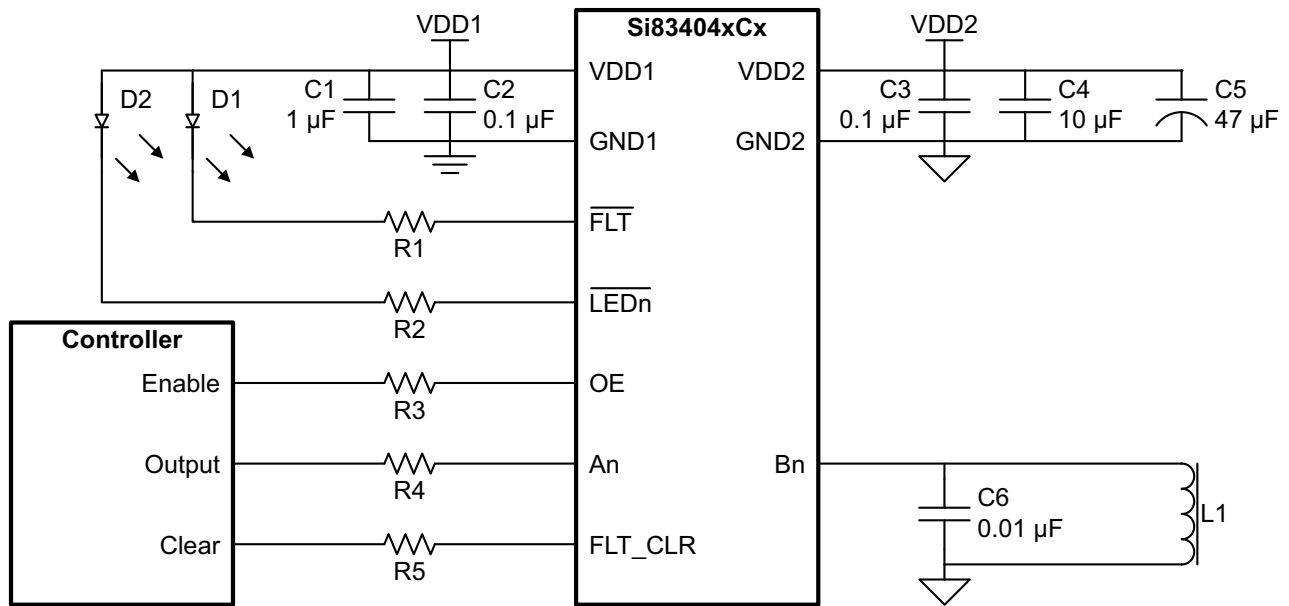 VDD1
Si83404xCx
VDD2
VDD1
VDD2
D2
D1
C1
1 µF
C2
0.1 µF
C3
0.1 µF
C4
10 µF
C5
47 µF
GND1
GND2
FLT
R1
LEDn
R2
Controller
Enable
R3
OE
Output
R4
An
Bn
C6
0.01 µF
L1
Clear
R5
FLT_CLR